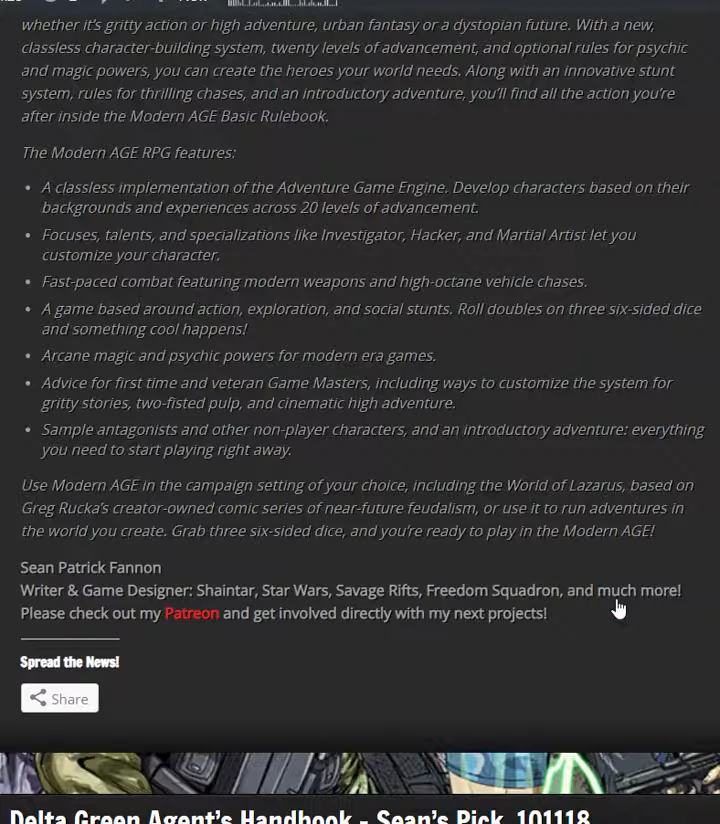 whether it's gritty action or high adventure, urban fantasy or a dystopian future. With a new,
classless character-building system, twenty levels of advancement, and optional rules for psychic
and magic powers, you can create the heroes your world needs. Along with an innovative stunt
system, rules for thrilling chases, and an introductory adventure, you'll find all the action you're
after inside the Modern AGE Basic Rulebook.
The Modern AGE RPG features:
• A classless implementation of the Adventure Game Engine. Develop characters based on their
backgrounds and experiences across 20 levels of advancement.
• Focuses, talents, and specializations like Investigator, Hacker, and Martial Artist let you
customize your character.
• Fast-paced combat featuring modern weapons and high-octane vehicle chases.
• A game based around action, exploration, and social stunts. Roll doubles on three six-sided dice
and something cool happens!
• Arcane magic and psychic powers for modern era games.
• Advice for first time and veteran Game Masters, including ways to customize the system for
gritty stories, two-fisted pulp, and cinematic high adventure.
• Sample antagonists and other non-player characters, and an introductory adventure: everything
you need to start playing right away.
Use Modern AGE in the campaign setting of your choice, including the World of Lazarus, based on
Greg Rucka's creator-owned comic series of near-future feudalism, or use it to run adventures in
the world you create. Grab three six-sided dice, and you're ready to play in the Modern AGE!
Sean Patrick Fannon
Writer & Game Designer: Shaintar, Star Wars, Savage Rifts, Freedom Squadron, and much more!
Please check out my Patreon and get involved directly with my next projects!
Spread the News!
Share
Delta Green Agent's Handbook - Sean's Pick 101118